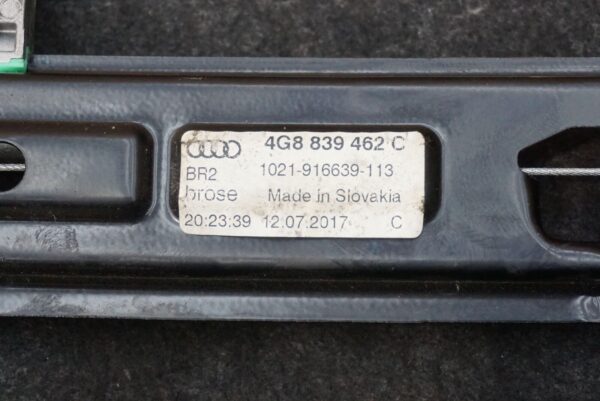 4G8 839 462 C
BR2 1021-916639-113
brose Made in Slovakia
20:23:39 12.07.2017 C